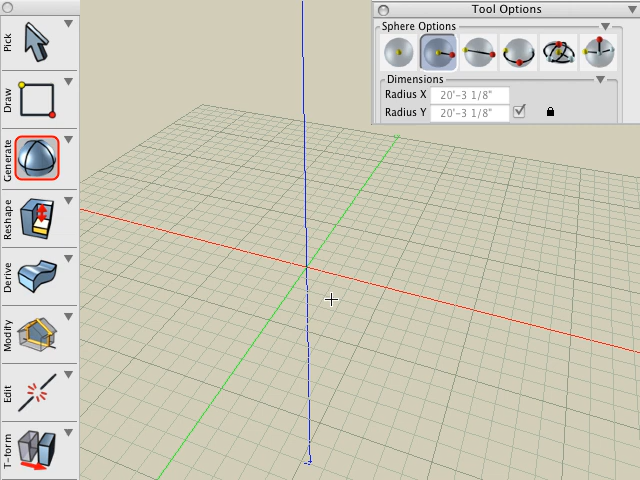 Tool Options
Sphere Options
Dimensions
Radius X 20'-3 1/8"
Radius Y 20'-3 1/8"
Pick
Draw
Generate
Reshape
Derive
Modify
Edit
T-form